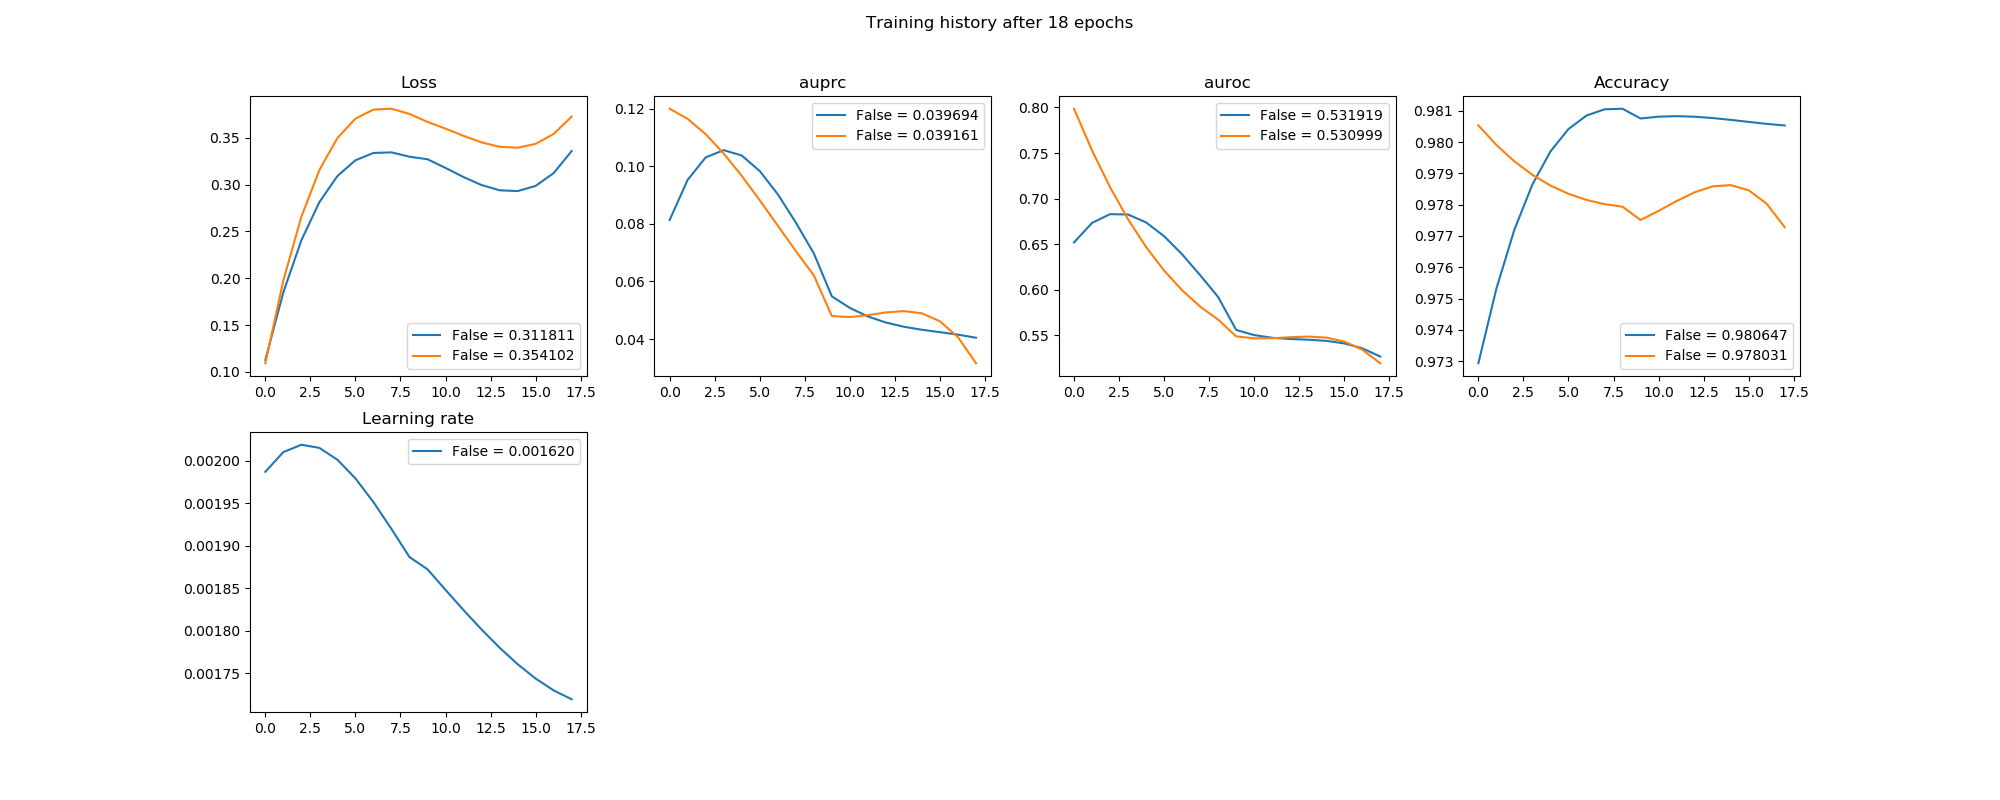 Training history after 18 epochs
Loss
0.35
0.30
0.25
0.20
0.15
0.10
False = 0.311811
False = 0.354102
0.0 2.5 5.0 7.5 10.0 12.5 15.0 17.5
auprc
0.12
0.10
0.08
0.06
0.04
False = 0.039694
False = 0.039161
0.0 2.5 5.0 7.5 10.0 12.5 15.0 17.5
auroc
0.80
0.75
0.70
0.65
0.60
0.55
False = 0.531919
False = 0.530999
0.0 2.5 5.0 7.5 10.0 12.5 15.0 17.5
Accuracy
0.981
0.980
0.979
0.978
0.977
0.976
0.975
0.974
0.973
False = 0.980647
False = 0.978031
0.0 2.5 5.0 7.5 10.0 12.5 15.0 17.5
Learning rate
0.00200
0.00195
0.00190
0.00185
0.00180
0.00175
False = 0.001620
0.0 2.5 5.0 7.5 10.0 12.5 15.0 17.5